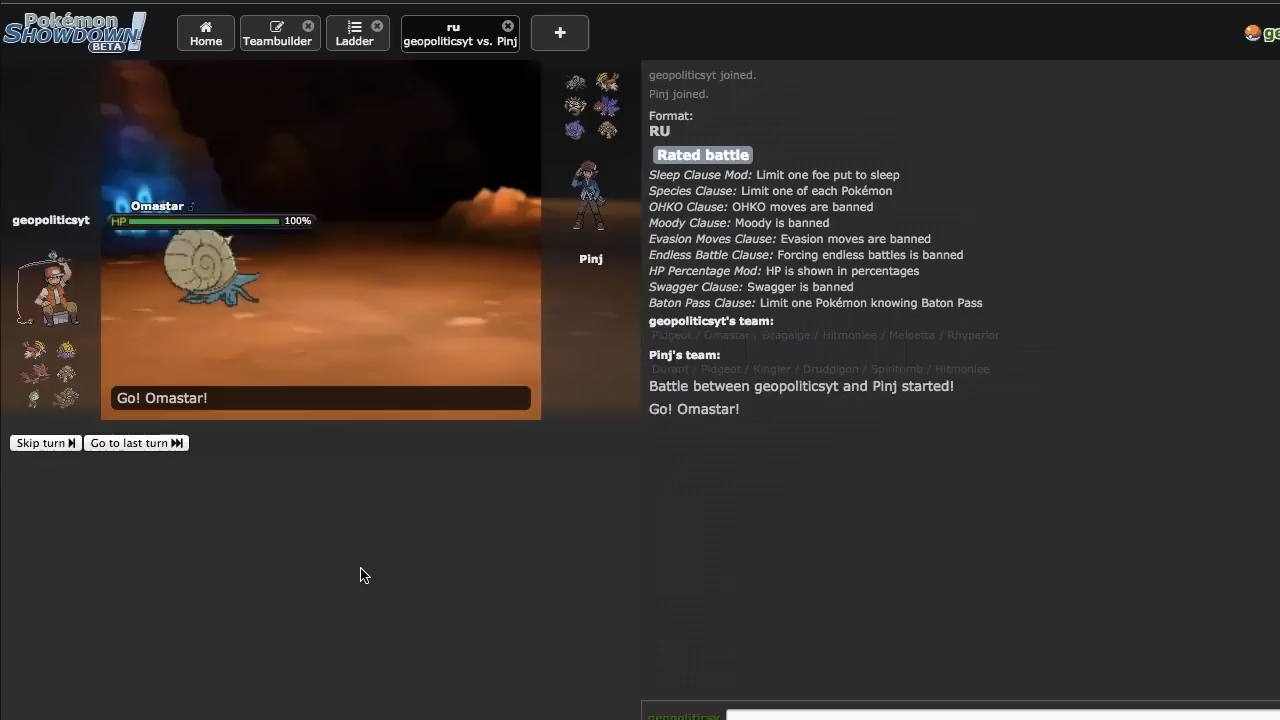 Pokémon
SHOWDOWN!
BETA
Home
Teambuilder
Ladder
ru
geopoliticsyt vs. Pinj
+
ge
geopoliticsyt
Omastar
HP 100%
Pinj
Go! Omastar!
Skip turn
Go to last turn
geopoliticsyt joined.
Pinj joined.
Format:
RU
Rated battle
Sleep Clause Mod: Limit one foe put to sleep
Species Clause: Limit one of each Pokémon
OHKO Clause: OHKO moves are banned
Moody Clause: Moody is banned
Evasion Moves Clause: Evasion moves are banned
Endless Battle Clause: Forcing endless battles is banned
HP Percentage Mod: HP is shown in percentages
Swagger Clause: Swagger is banned
Baton Pass Clause: Limit one Pokémon knowing Baton Pass
geopoliticsyt's team:
Pidgeot / Omastar / Dragalge / Hitmonlee / Meloetta / Rhyperior
Pinj's team:
Durant / Pidgeot / Kingler / Druddigon / Spiritomb / Hitmonlee
Battle between geopoliticsyt and Pinj started!
Go! Omastar!
geopoliticsy